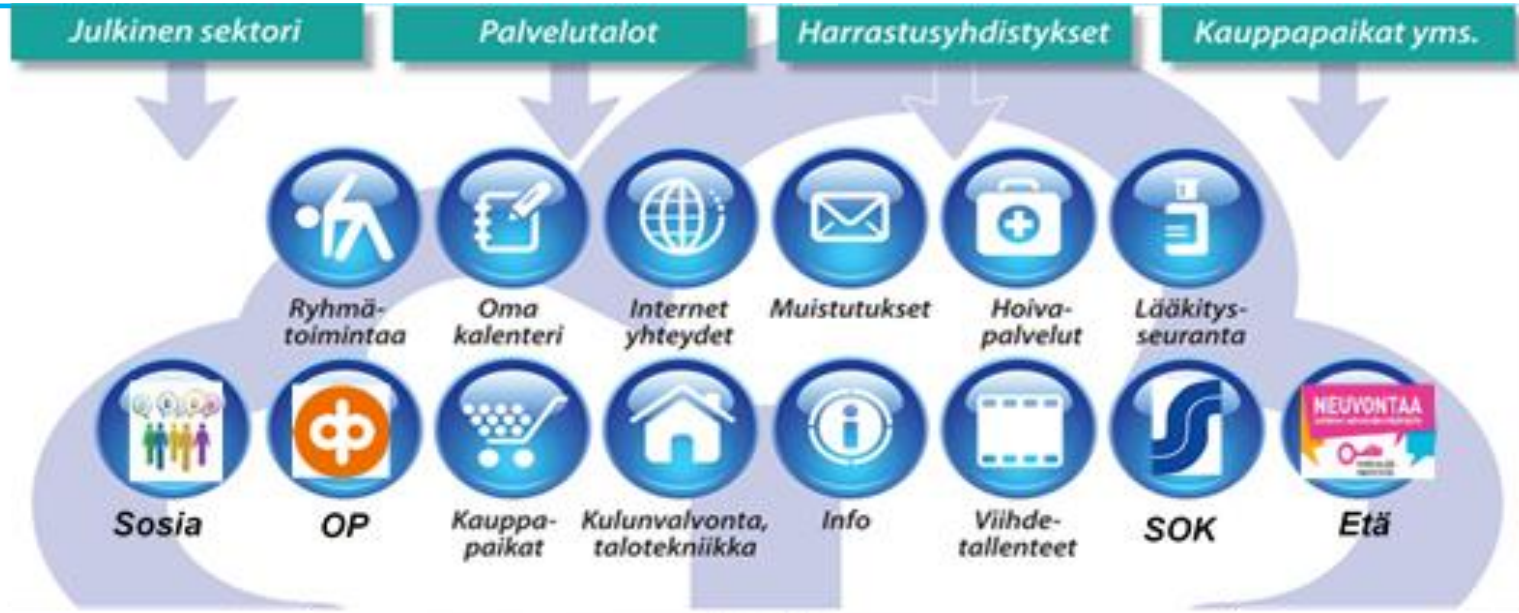 Julkinen sektori
Palvelutalot
Harrastusyhdistykset
Kauppapaikat yms.
Ryhmä-
toimintaa
Oma
kalenteri
Internet
yhteydet
Muistutukset
Hoiva-
palvelut
Lääkitys-
seuranta
NEUVONTAA
Sosia
OP
Kauppa-
paikat
Kulunvalvonta,
talotekniikka
Info
Viihde-
tallenteet
SOK
Etä